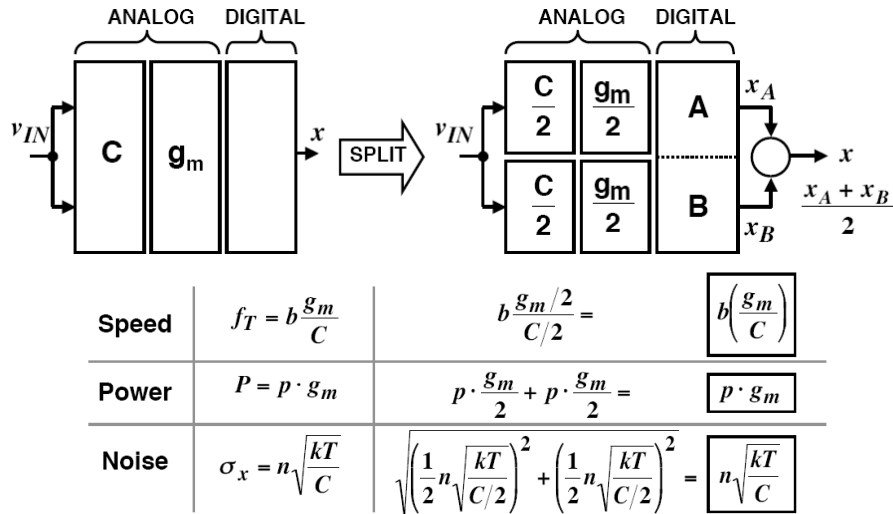 ANALOG DIGITAL ANALOG DIGITAL
v_IN C g_m x
SPLIT
v_IN C/2 g_m/2 A x_A
C/2 g_m/2 B x_B
x
(x_A + x_B)/2
Speed f_T = b g_m/C b (g_m/2)/(C/2) = b(g_m/C)
Power P = p · g_m p · g_m/2 + p · g_m/2 = p · g_m
Noise σ_x = n√(kT/C) √((1/2 n√(kT/(C/2)))² + (1/2 n√(kT/(C/2)))²) = n√(kT/C)